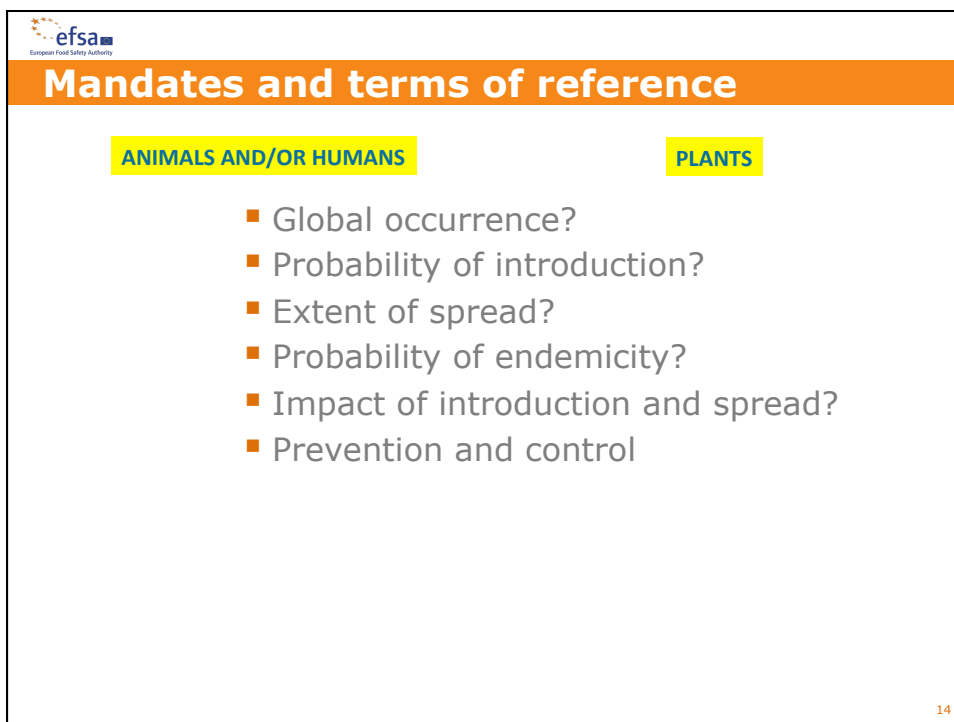 efsa
European Food Safety Authority
Mandates and terms of reference
ANIMALS AND/OR HUMANS
PLANTS
Global occurrence?
Probability of introduction?
Extent of spread?
Probability of endemicity?
Impact of introduction and spread?
Prevention and control
14